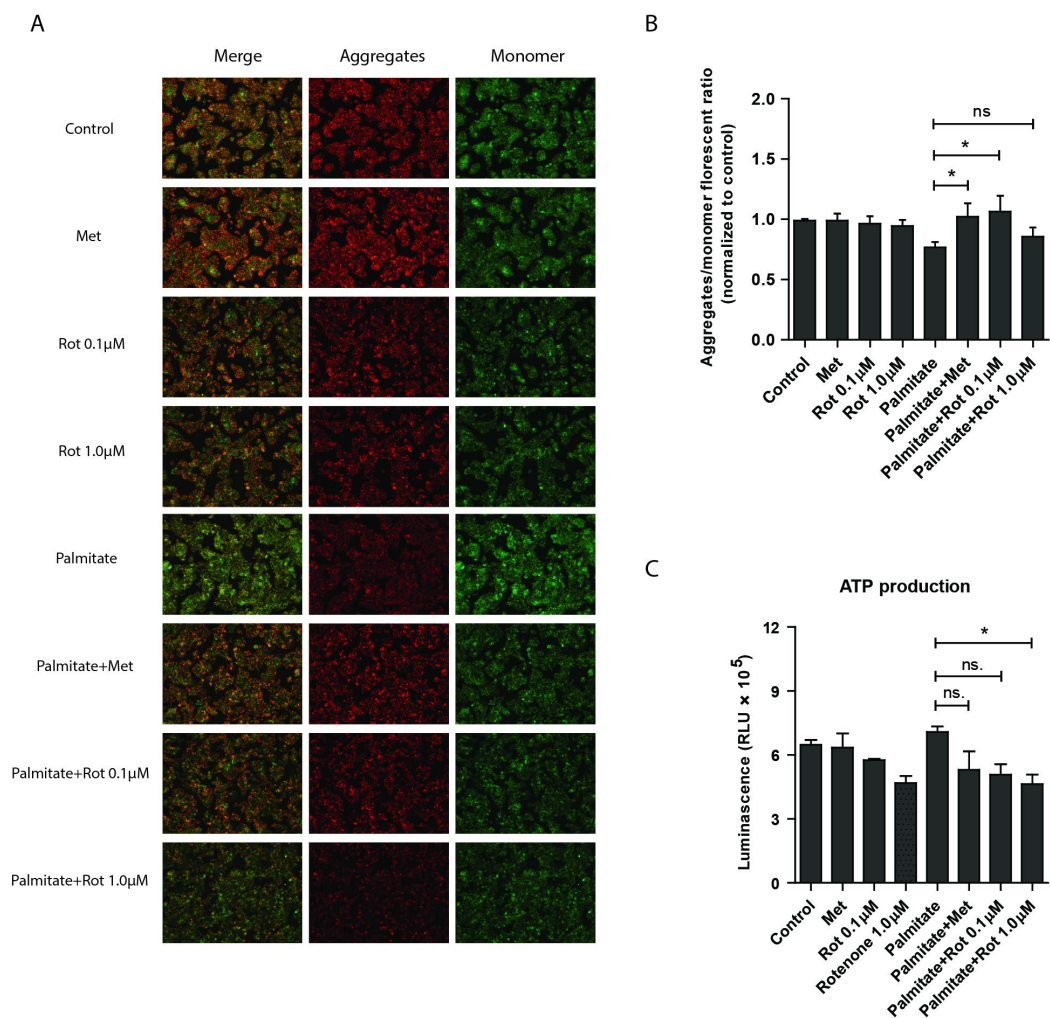 A
Merge Aggregates Monomer
Control
Met
Rot 0.1μM
Rot 1.0μM
Palmitate
Palmitate+Met
Palmitate+Rot 0.1μM
Palmitate+Rot 1.0μM
B
Aggregates/monomer florescent ratio
(normalized to control)
2.0
1.5
1.0
0.5
0.0
ns
*
*
Control
Met
Rot 0.1μM
Rot 1.0μM
Palmitate
Palmitate+Met
Palmitate+Rot 0.1μM
Palmitate+Rot 1.0μM
C
ATP production
Luminascence (RLU × 10⁵)
12
9
6
3
0
*
ns.
ns.
Control
Met
Rot 0.1μM
Rotenone 1.0μM
Palmitate
Palmitate+Met
Palmitate+Rot 0.1μM
Palmitate+Rot 1.0μM